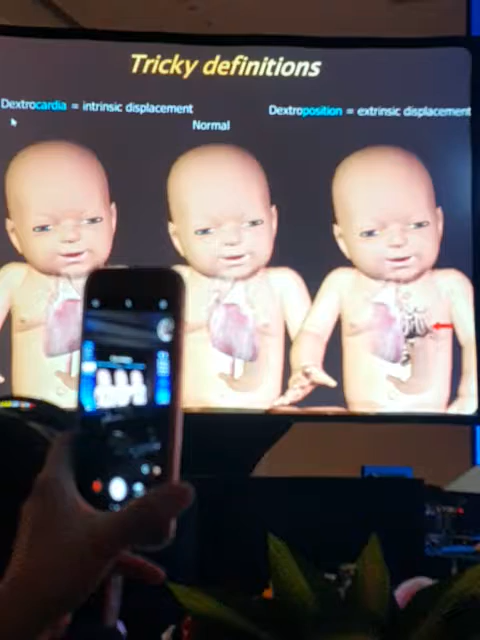 Tricky definitions
Dextrocardia = intrinsic displacement
Dextroposition = extrinsic displacement
Normal